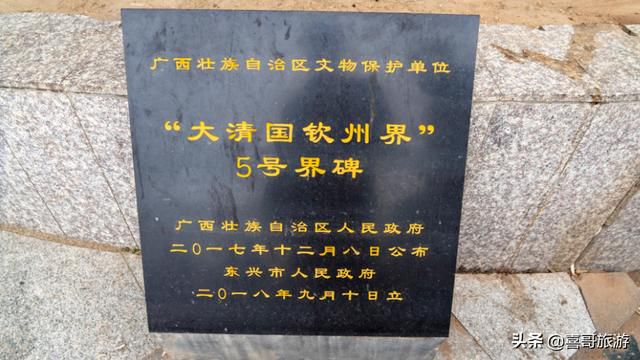 广西壮族自治区文物保护单位
“大清国钦州界”
5号界碑
广西壮族自治区人民政府
二〇一七年十二月八日公布
东兴市人民政府
二〇一八年九月十日立
头条@喜哥旅游